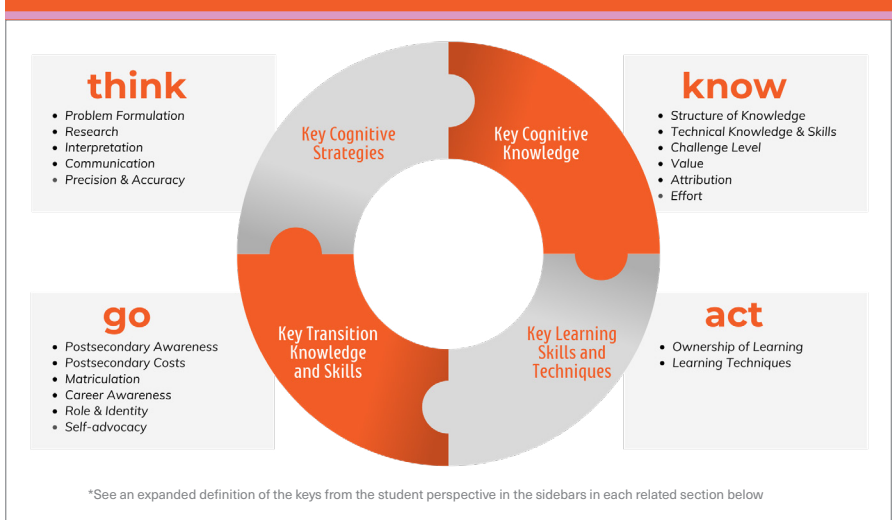 think
• Problem Formulation
• Research
• Interpretation
• Communication
• Precision & Accuracy
Key Cognitive
Strategies
Key Cognitive
Knowledge
know
• Structure of Knowledge
• Technical Knowledge & Skills
• Challenge Level
• Value
• Attribution
• Effort
go
• Postsecondary Awareness
• Postsecondary Costs
• Matriculation
• Career Awareness
• Role & Identity
• Self-advocacy
Key Transition
Knowledge
and Skills
Key Learning
Skills and
Techniques
act
• Ownership of Learning
• Learning Techniques
*See an expanded definition of the keys from the student perspective in the sidebars in each related section below